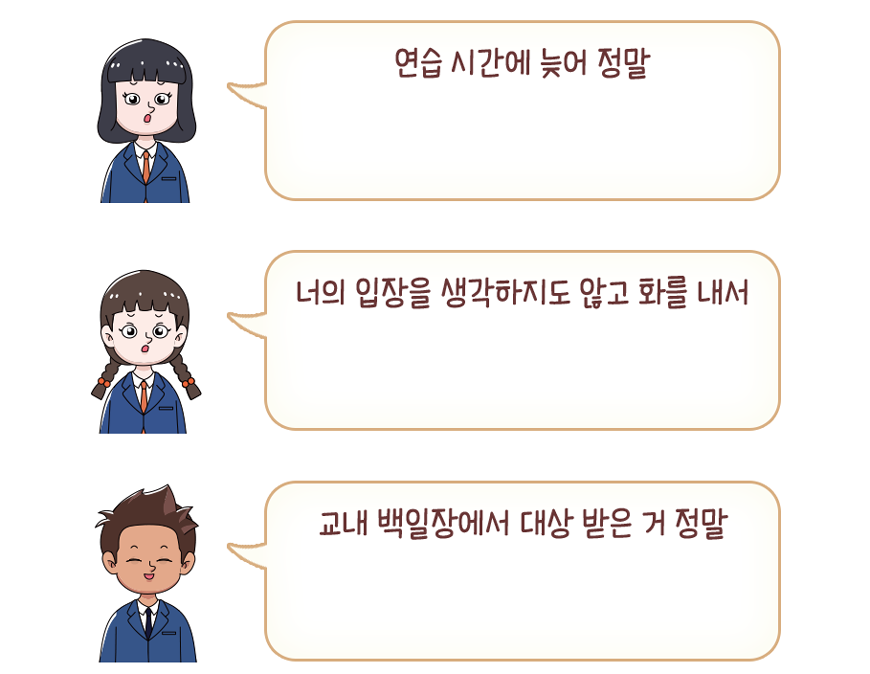 연습 시간에 늦어 정말
너의 입장을 생각하지도 않고 화를 내서
교내 백일장에서 대상 받은 거 정말